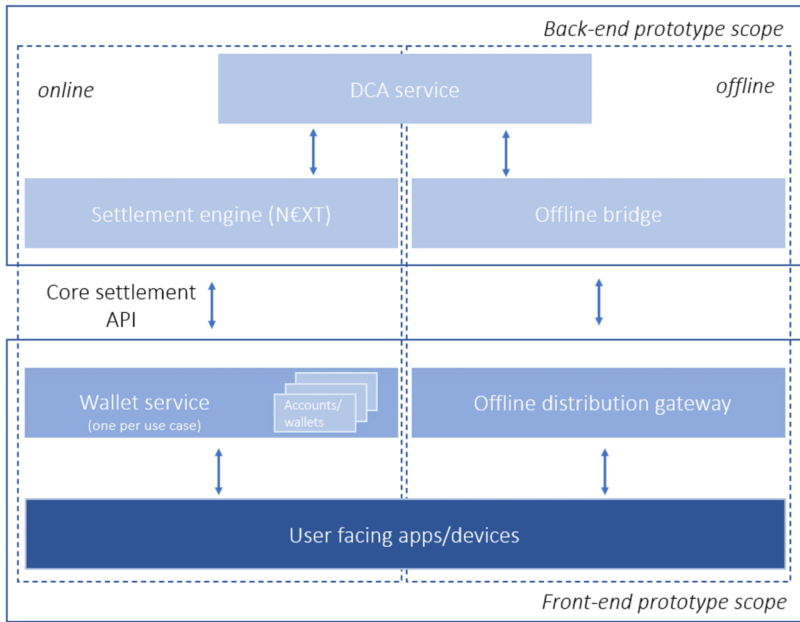 Back-end prototype scope
online
offline
DCA service
Settlement engine (N€XT)
Offline bridge
Core settlement
API
Wallet service
(one per use case)
Accounts/
wallets
Offline distribution gateway
User facing apps/devices
Front-end prototype scope